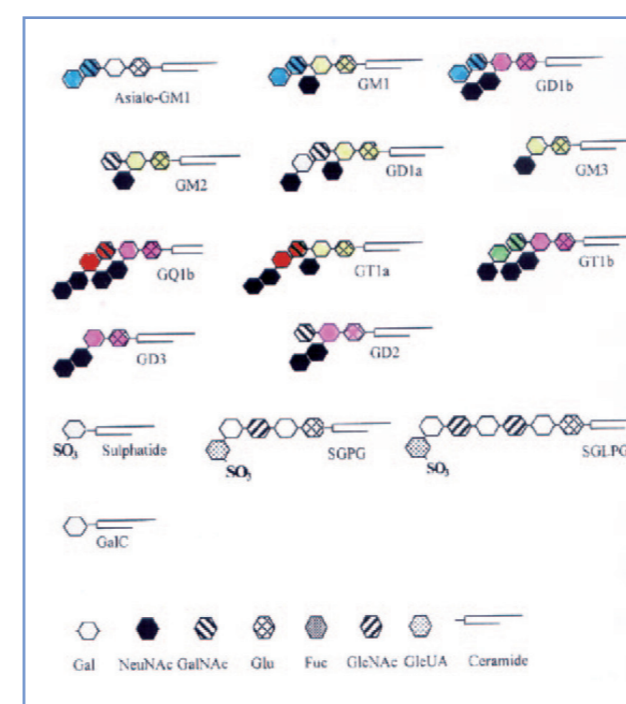 Asialo-GM1 GM1 GD1b
GM2 GD1a GM3
GQ1b GT1a GT1b
GD3 GD2
SO3 Sulphatide SO3 SGPG SO3 SGLPG
GalC
Gal NeuNAc GalNAc Glu Fuc GlcNAc GlcUA Ceramide